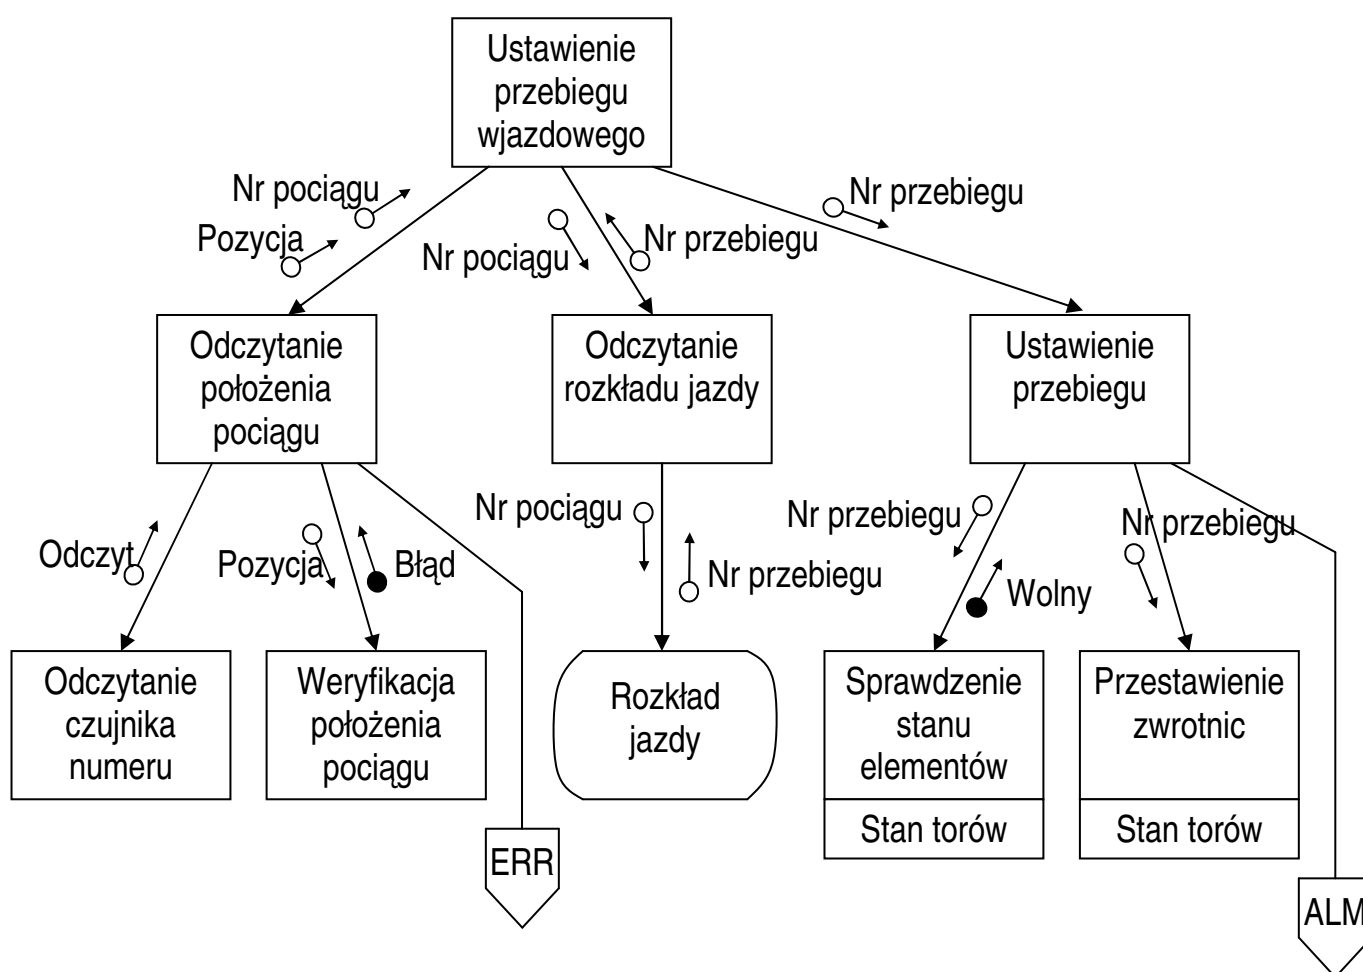 Ustawienie
przebiegu
wjazdowego
Nr pociągu
Pozycja
Nr pociągu
Nr przebiegu
Nr przebiegu
Odczytanie
położenia
pociągu
Odczytanie
rozkładu jazdy
Ustawienie
przebiegu
Odczyt
Pozycja
Błąd
Nr pociągu
Nr przebiegu
Nr przebiegu
Wolny
Nr przebiegu
Odczytanie
czujnika
numeru
Weryfikacja
położenia
pociągu
Rozkład
jazdy
Sprawdzenie
stanu
elementów
Stan torów
Przestawienie
zwrotnic
Stan torów
ERR
ALM